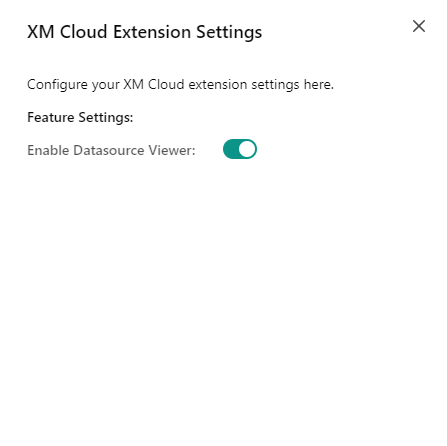 XM Cloud Extension Settings
Configure your XM Cloud extension settings here.
Feature Settings:
Enable Datasource Viewer: